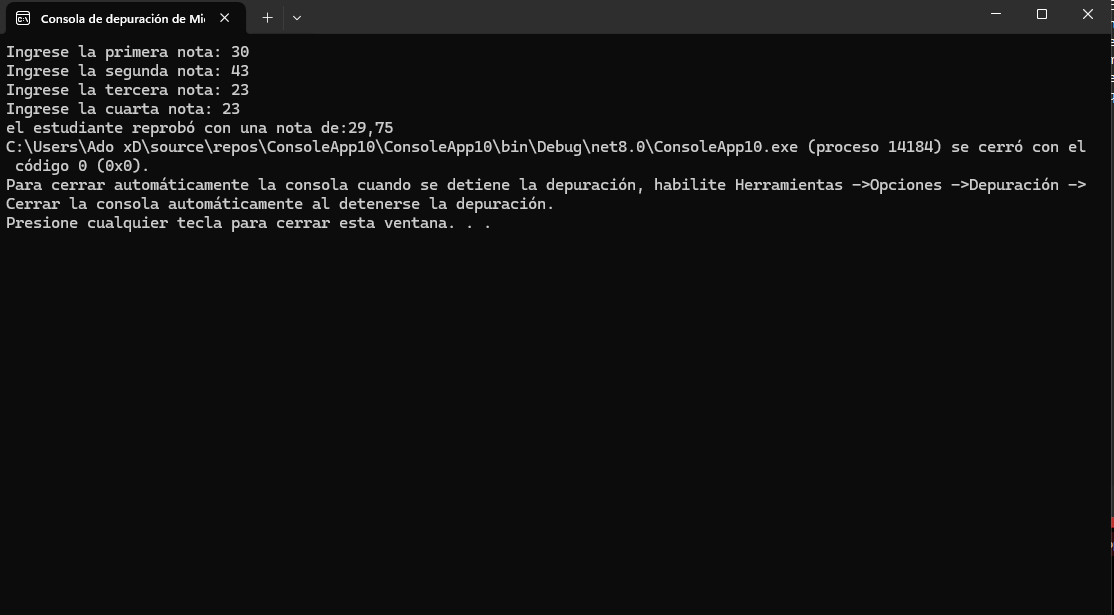 Consola de depuración de Mi
Ingrese la primera nota: 30
Ingrese la segunda nota: 43
Ingrese la tercera nota: 23
Ingrese la cuarta nota: 23
el estudiante reprobó con una nota de:29,75
C:\Users\Ado xD\source\repos\ConsoleApp10\ConsoleApp10\bin\Debug\net8.0\ConsoleApp10.exe (proceso 14184) se cerró con el
código 0 (0x0).
Para cerrar automáticamente la consola cuando se detiene la depuración, habilite Herramientas ->Opciones ->Depuración ->
Cerrar la consola automáticamente al detenerse la depuración.
Presione cualquier tecla para cerrar esta ventana. . .